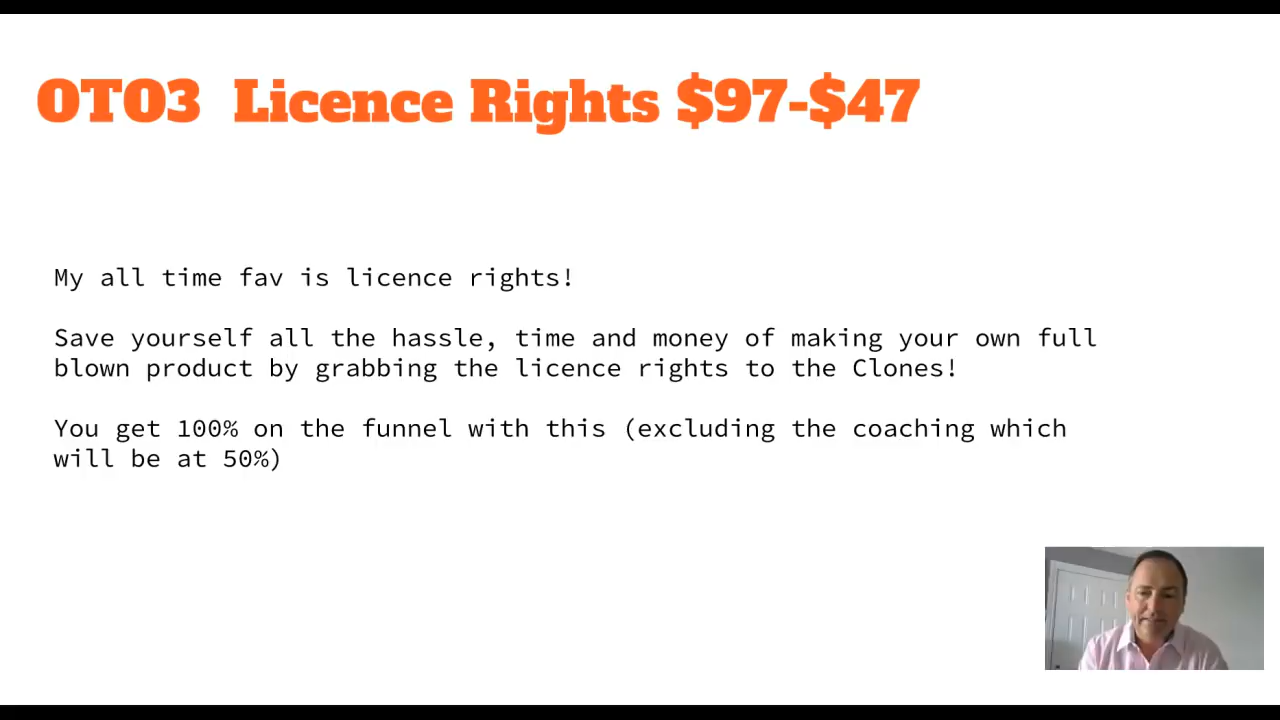 OTO3 Licence Rights $97-$47
My all time fav is licence rights!
Save yourself all the hassle, time and money of making your own full
blown product by grabbing the licence rights to the Clones!
You get 100% on the funnel with this (excluding the coaching which
will be at 50%)